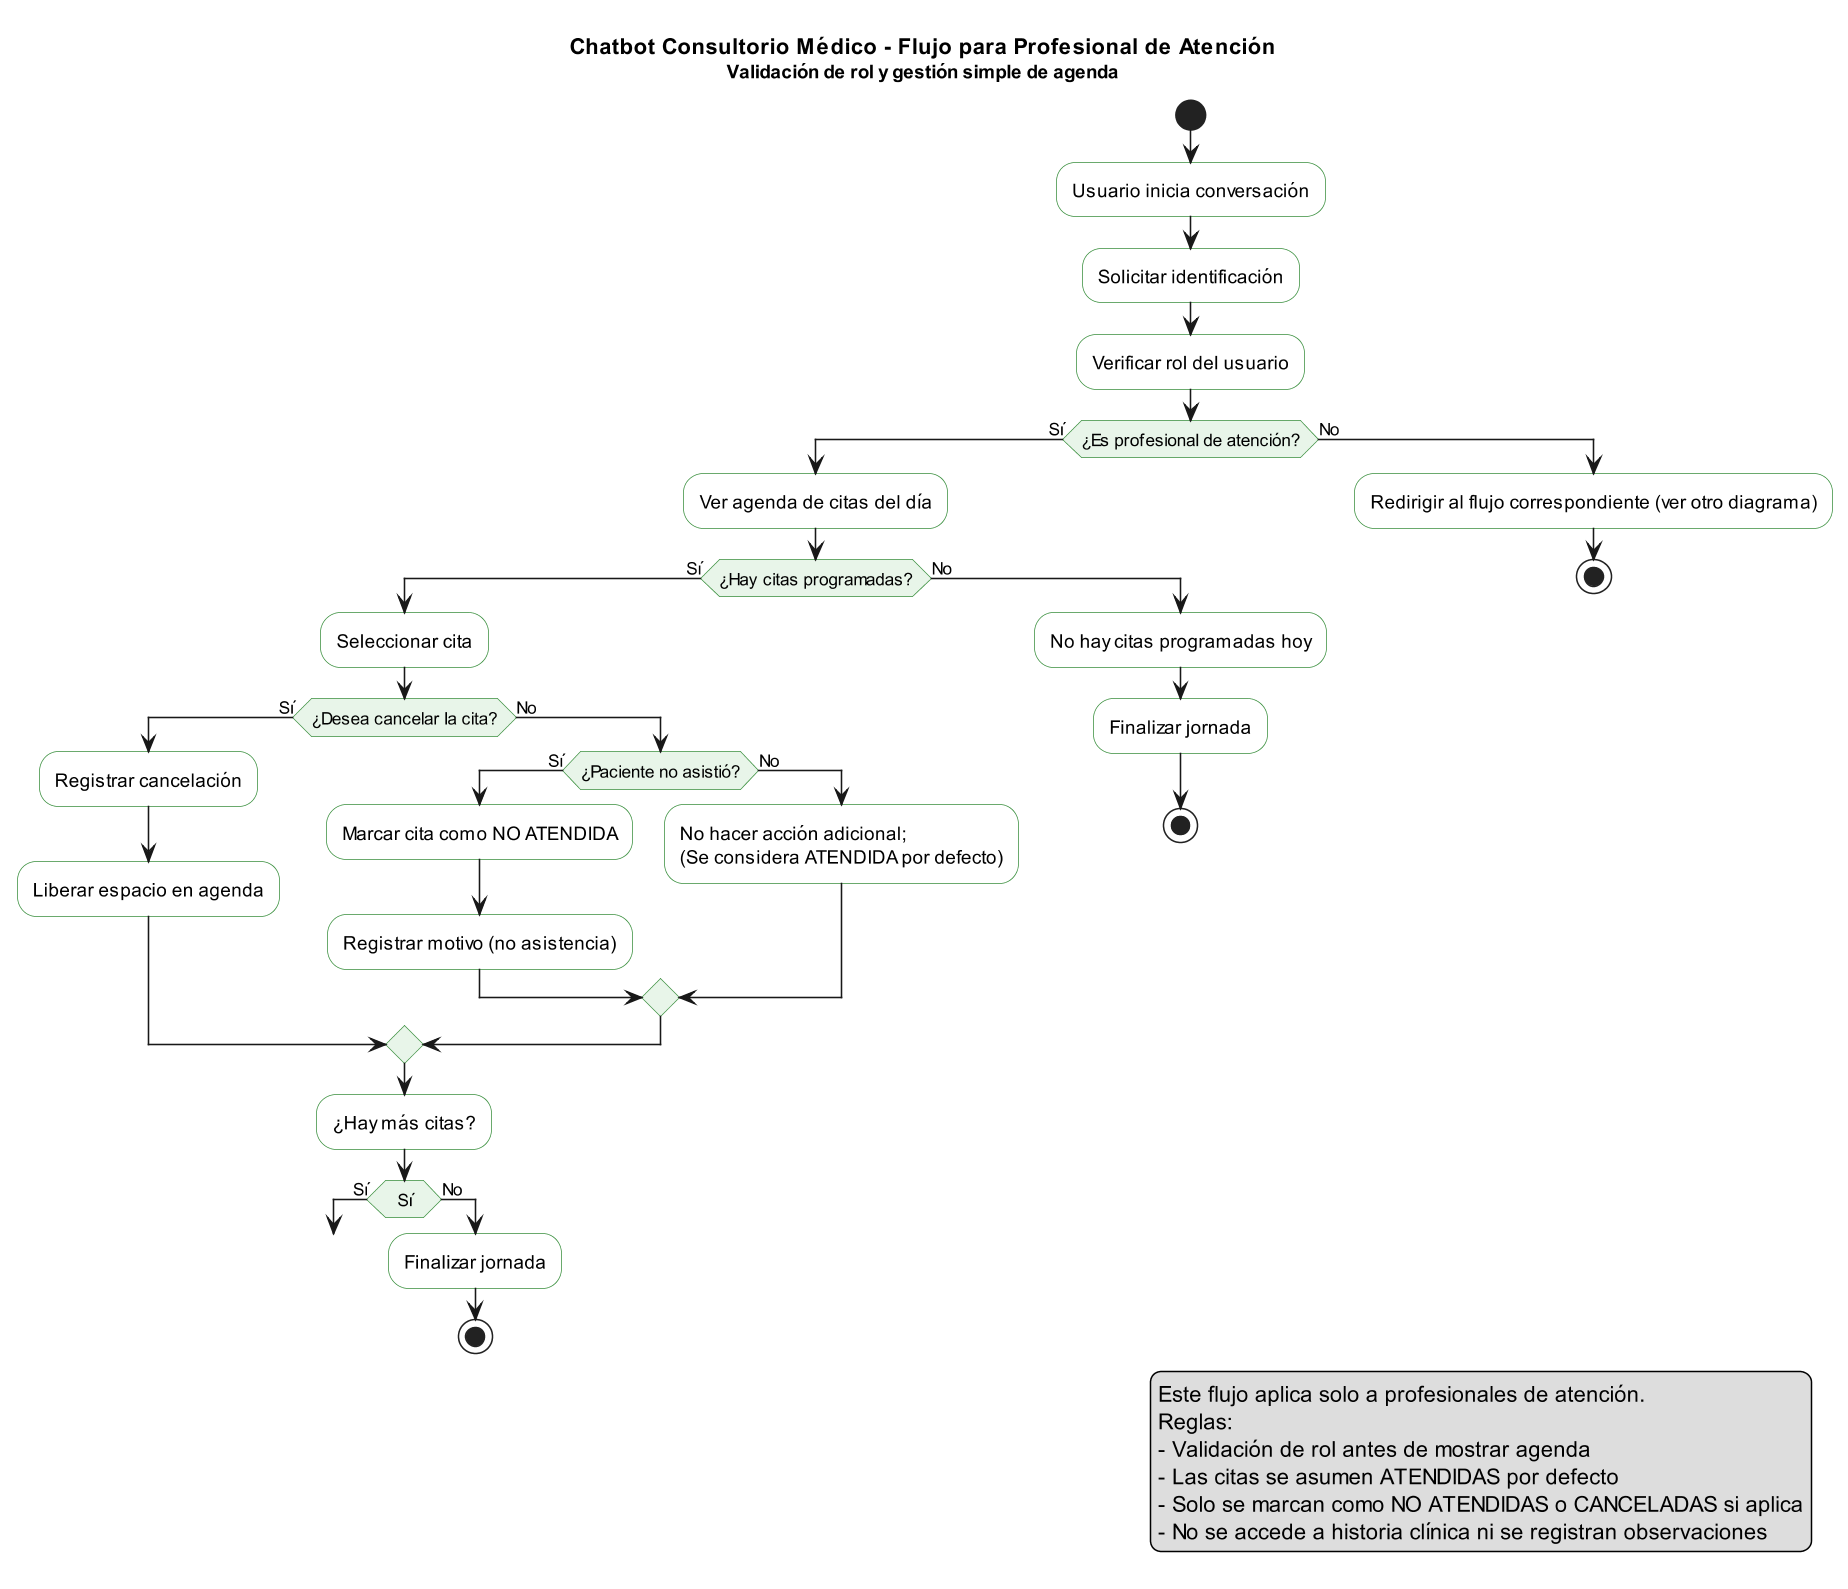 Chatbot Consultorio Médico - Flujo para Profesional de Atención
Validación de rol y gestión simple de agenda
Usuario inicia conversación
Solicitar identificación
Verificar rol del usuario
Sí
¿Es profesional de atención?
No
Ver agenda de citas del día
Redirigir al flujo correspondiente (ver otro diagrama)
Sí
¿Hay citas programadas?
No
Seleccionar cita
No hay citas programadas hoy
Sí
¿Desea cancelar la cita?
No
Finalizar jornada
Registrar cancelación
Sí
¿Paciente no asistió?
No
Marcar cita como NO ATENDIDA
No hacer acción adicional;
(Se considera ATENDIDA por defecto)
Liberar espacio en agenda
Registrar motivo (no asistencia)
¿Hay más citas?
Sí
Sí
No
Finalizar jornada
Este flujo aplica solo a profesionales de atención.
Reglas:
- Validación de rol antes de mostrar agenda
- Las citas se asumen ATENDIDAS por defecto
- Solo se marcan como NO ATENDIDAS o CANCELADAS si aplica
- No se accede a historia clínica ni se registran observaciones